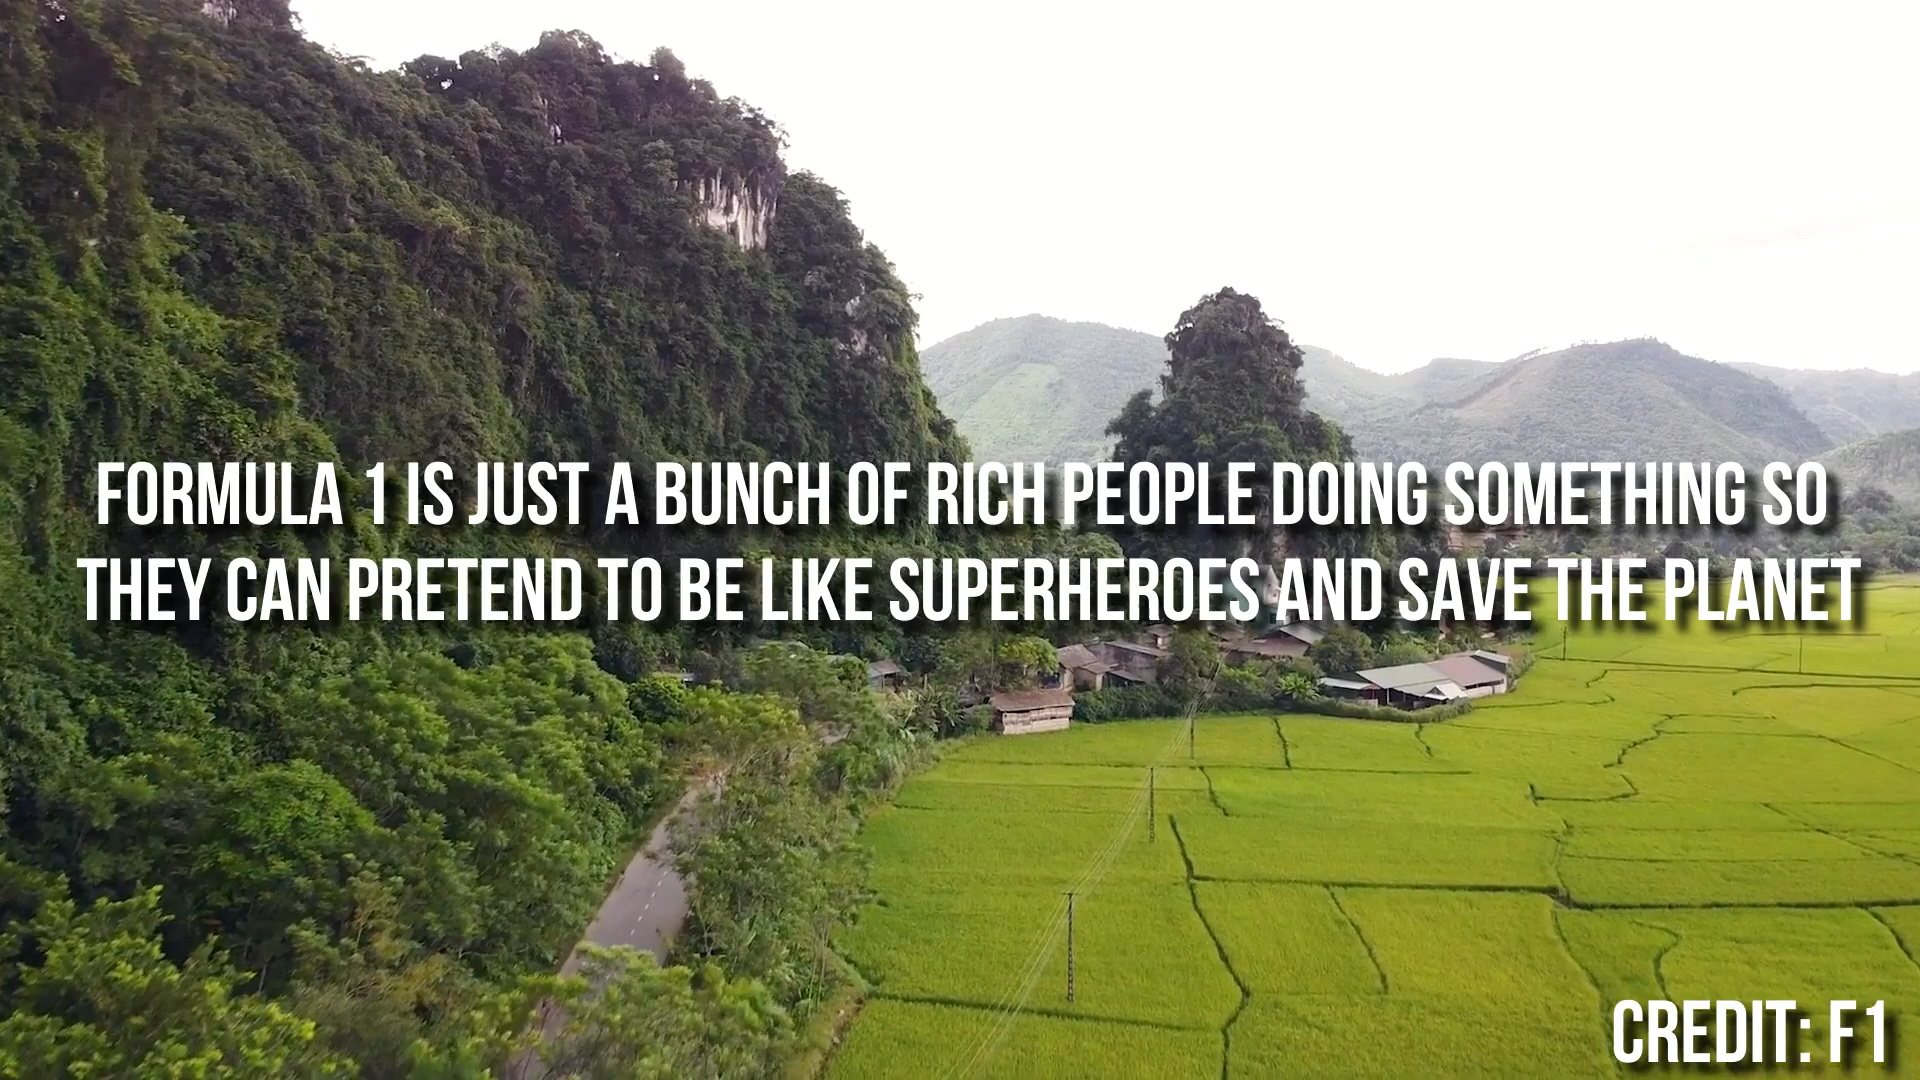 FORMULA 1 IS JUST A BUNCH OF RICH PEOPLE DOING SOMETHING SO
THEY CAN PRETEND TO BE LIKE SUPERHEROES AND SAVE THE PLANET
CREDIT: F1